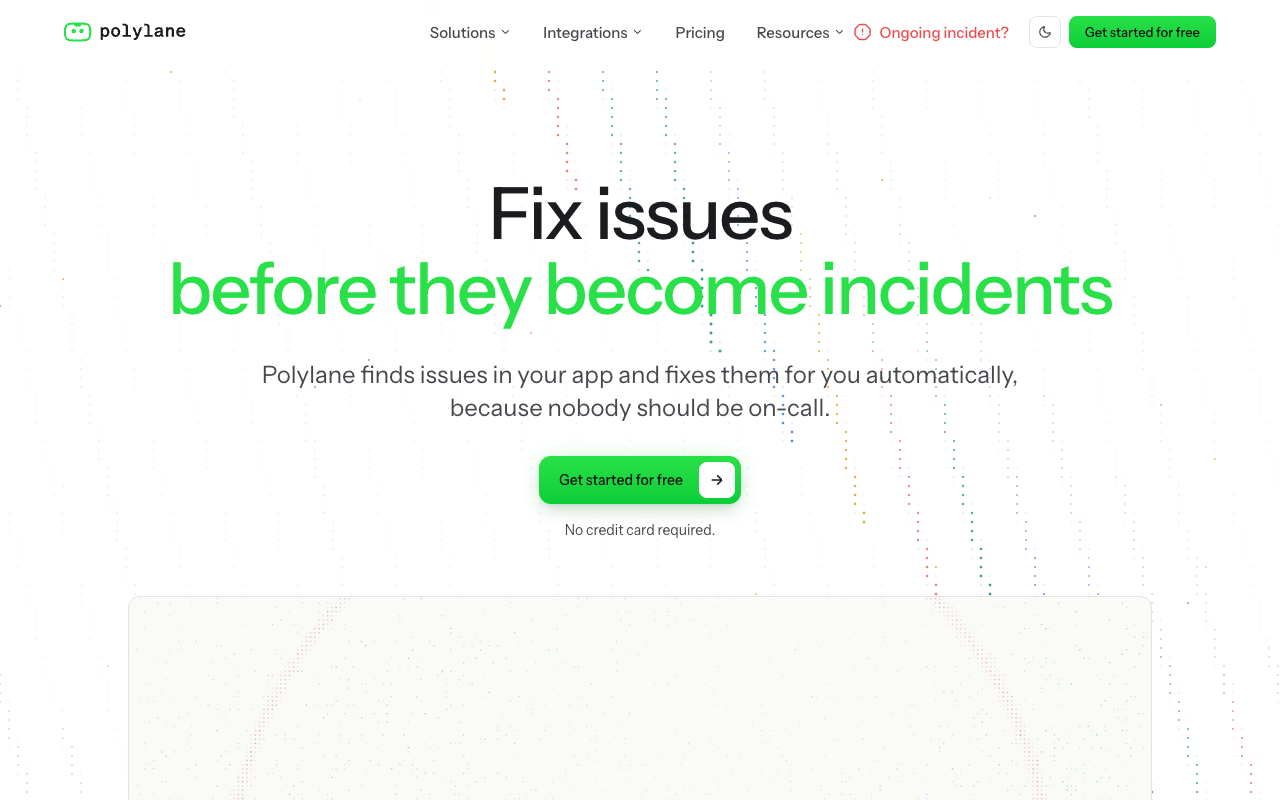 polylane
Solutions
Integrations
Pricing
Resources
Ongoing incident?
Get started for free
Fix issues
before they become incidents
Polylane finds issues in your app and fixes them for you automatically,
because nobody should be on-call.
Get started for free
No credit card required.